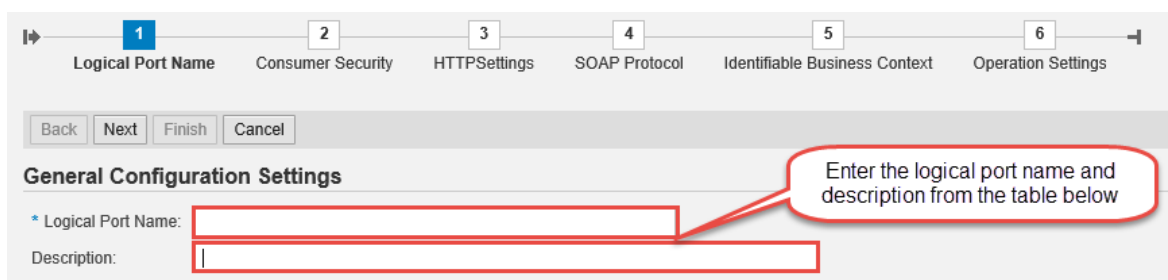 1 2 3 4 5 6
Logical Port Name Consumer Security HTTPSettings SOAP Protocol Identifiable Business Context Operation Settings
Back Next Finish Cancel
General Configuration Settings
Enter the logical port name and
description from the table below
* Logical Port Name:
Description: